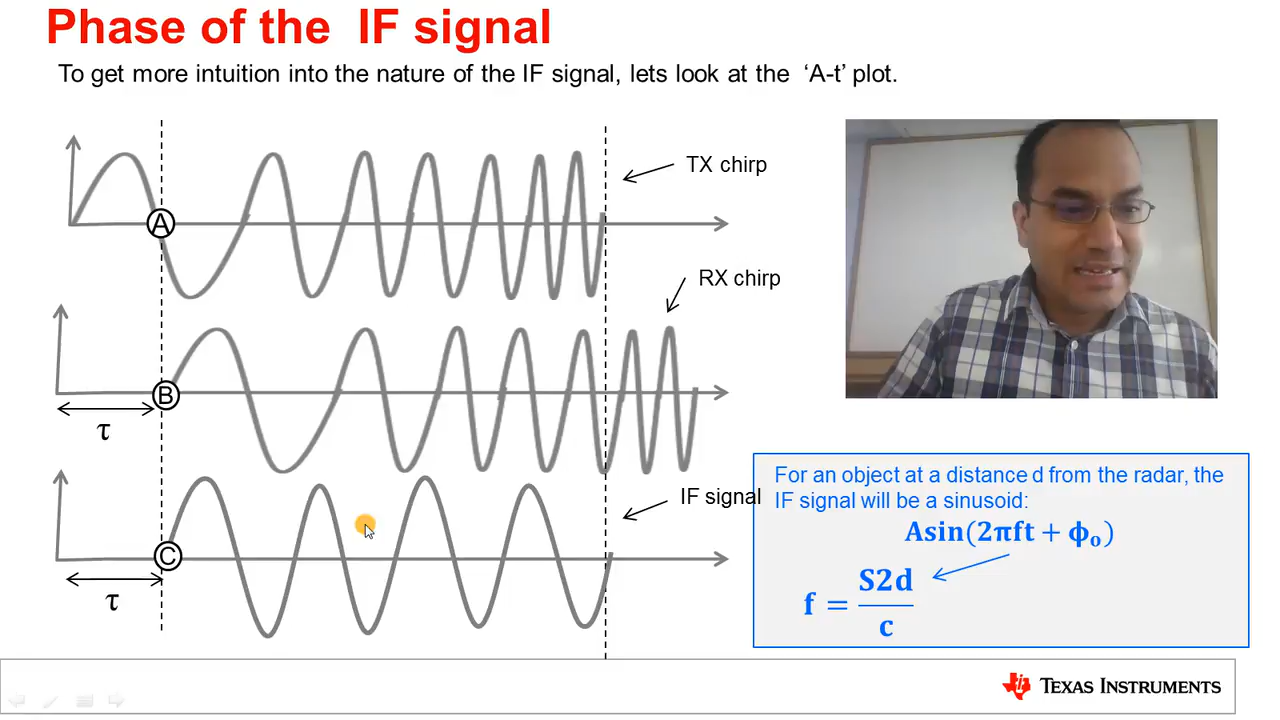 Phase of the IF signal
To get more intuition into the nature of the IF signal, lets look at the ‘A-t’ plot.
TX chirp
A
RX chirp
B
τ
IF signal
C
τ
For an object at a distance d from the radar, the
IF signal will be a sinusoid:
Asin(2πft + ϕₒ)
f = S2d
c
TEXAS INSTRUMENTS